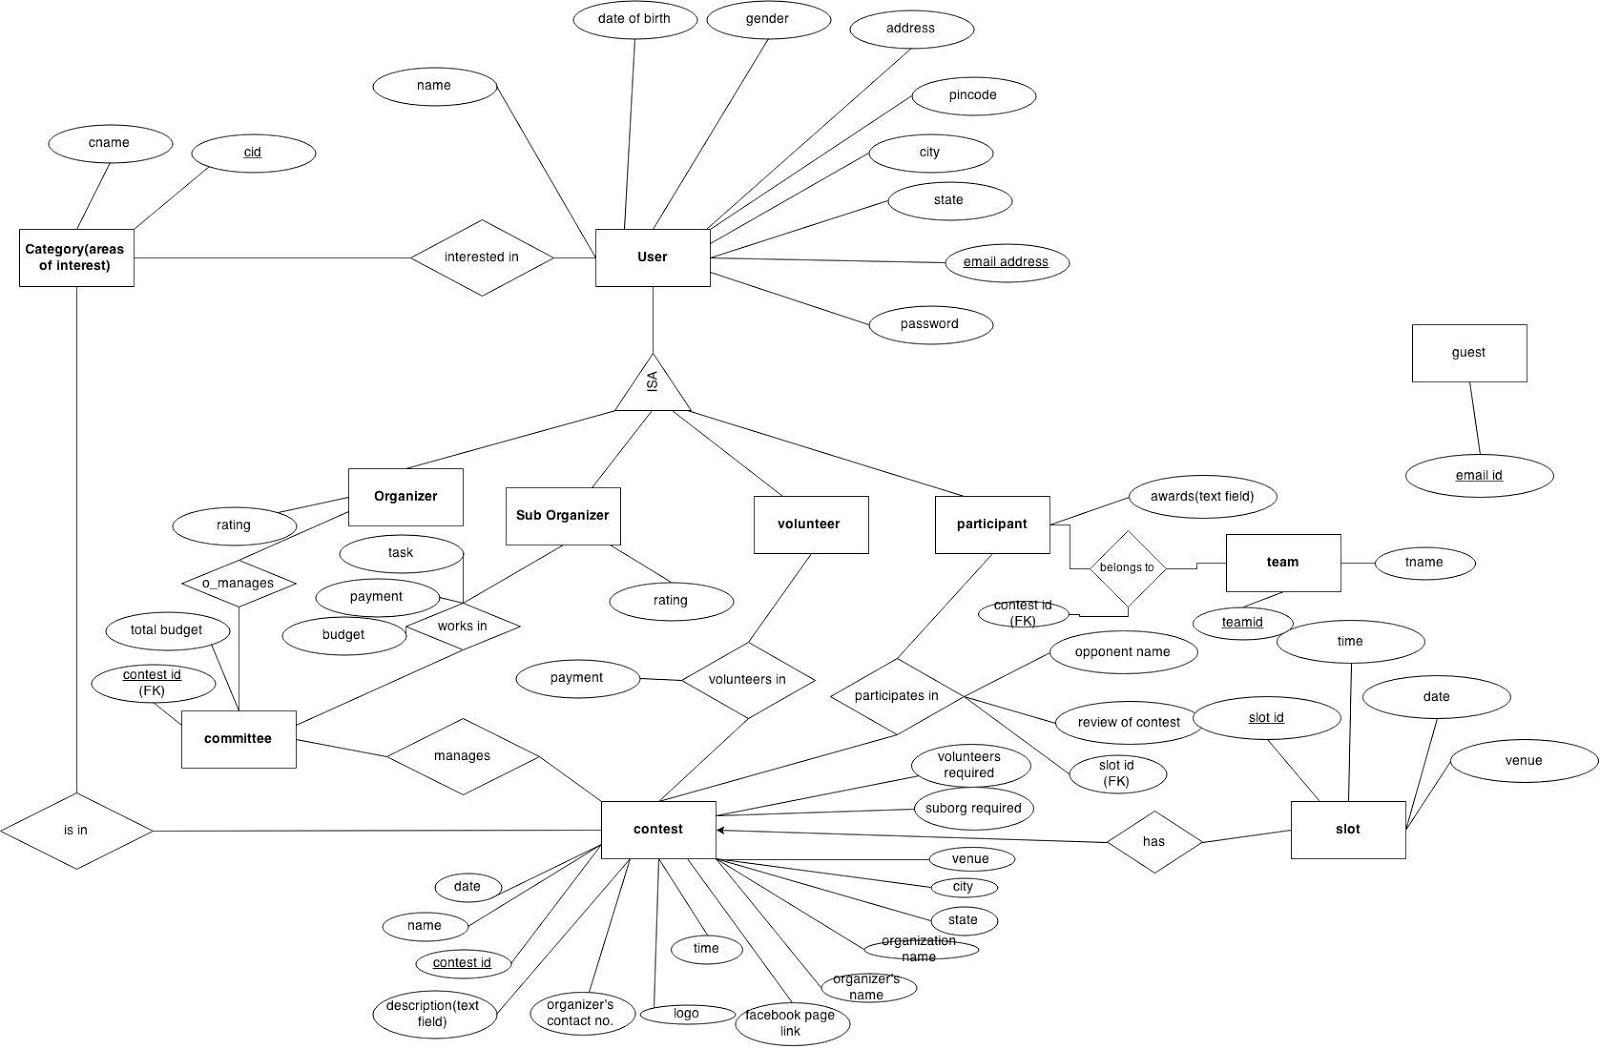 date of birth
gender
address
name
pincode
cname
cid
city
state
Category(areas
of interest)
interested in
User
email address
password
guest
ISA
email id
Organizer
Sub Organizer
volunteer
participant
awards(text field)
rating
task
belongs to
team
tname
o_manages
payment
rating
contest id
(FK)
teamid
total budget
budget
works in
time
contest id
(FK)
payment
volunteers in
participates in
opponent name
review of contest
slot id
date
committee
manages
volunteers
required
slot id
(FK)
venue
suborg required
is in
contest
has
slot
venue
date
city
name
state
contest id
time
organization
name
description(text
field)
organizer's
contact no.
logo
facebook page
link
organizer's
name